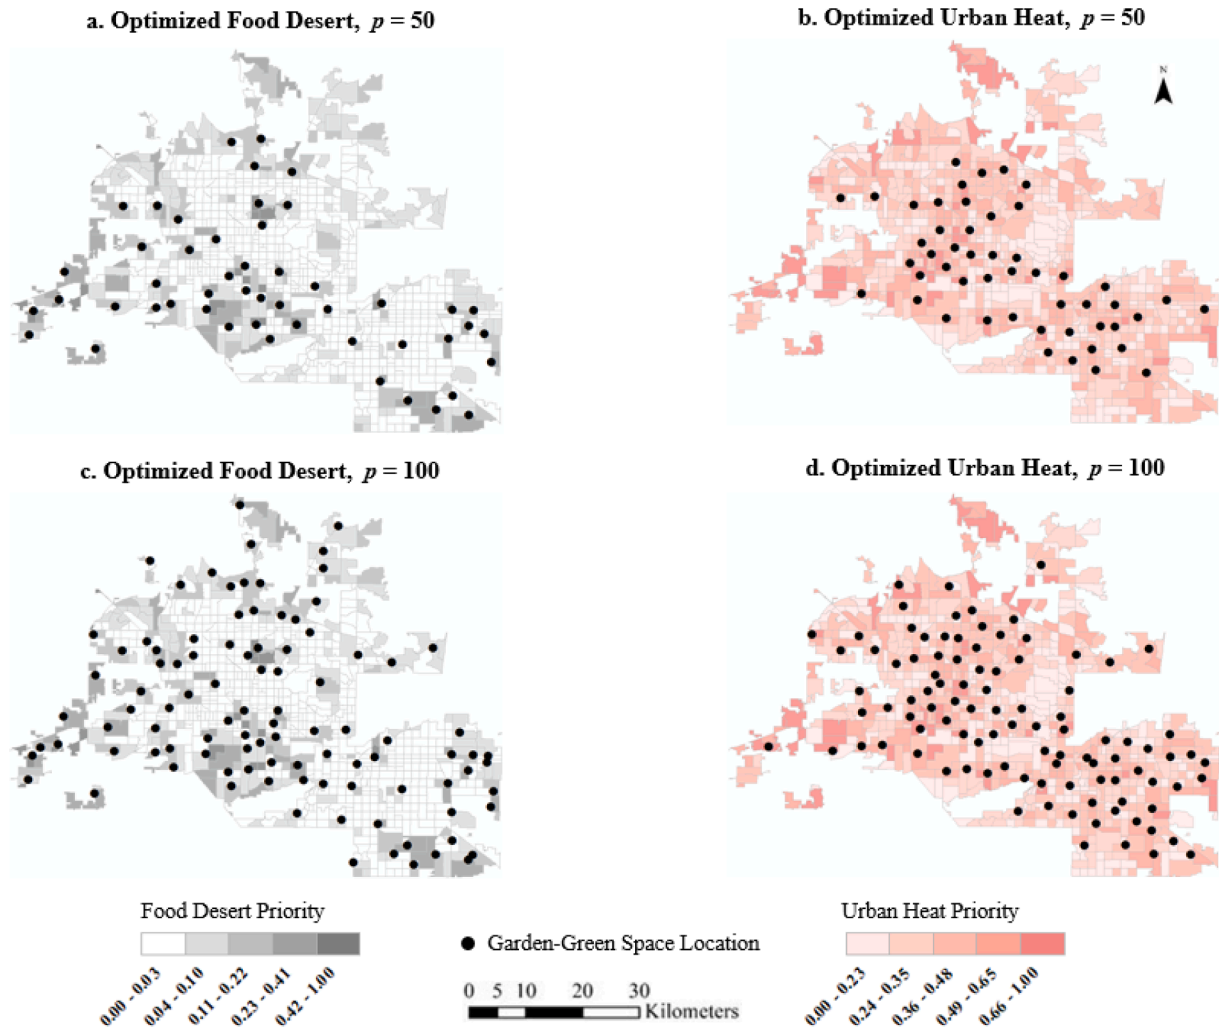 a. Optimized Food Desert, p = 50
b. Optimized Urban Heat, p = 50
N
c. Optimized Food Desert, p = 100
d. Optimized Urban Heat, p = 100
Food Desert Priority
0.00 - 0.03
0.04 - 0.10
0.11 - 0.22
0.23 - 0.41
0.42 - 1.00
Garden-Green Space Location
0 5 10 20 30
Kilometers
Urban Heat Priority
0.00 - 0.23
0.24 - 0.35
0.36 - 0.48
0.49 - 0.65
0.66 - 1.00